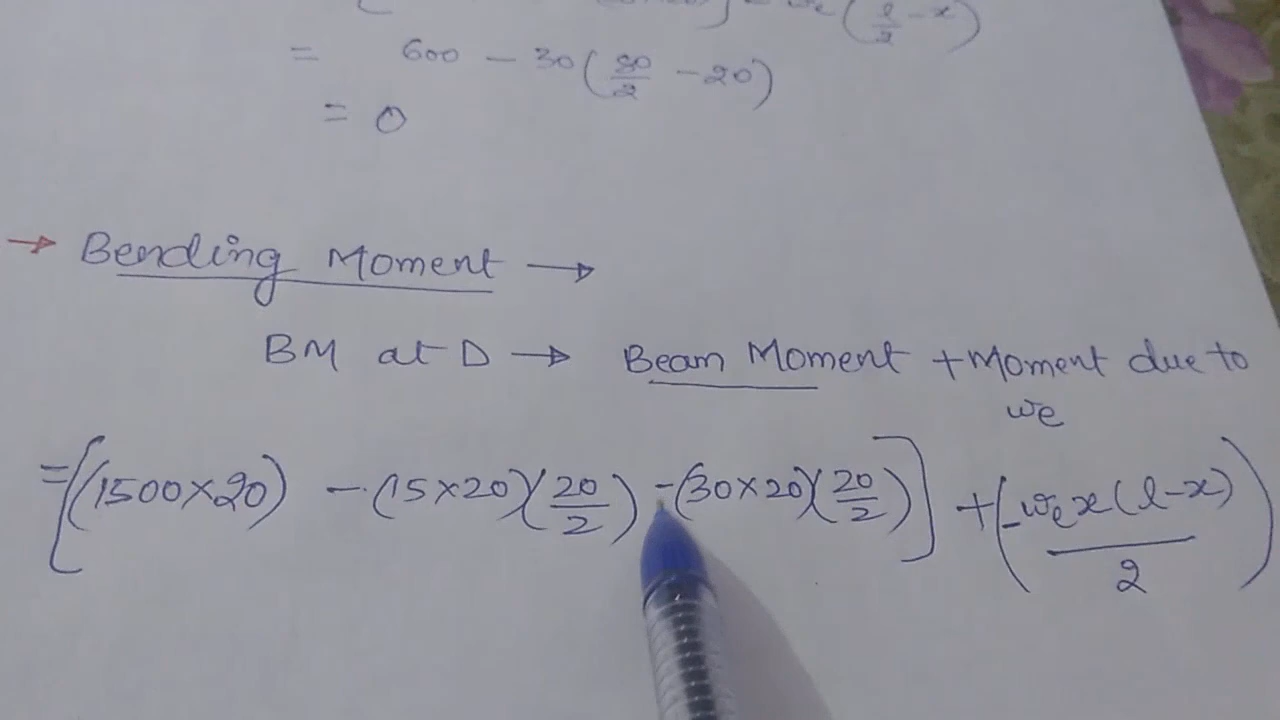 (l/2 - x)
= 600 - 30 (80/2 - 20)
= 0
→ Bending Moment →
BM at D → Beam Moment + Moment due to
we
= [(1500×20) - (15×20)(20/2) - (30×20)(20/2)] + (-we x(l-x)/2)